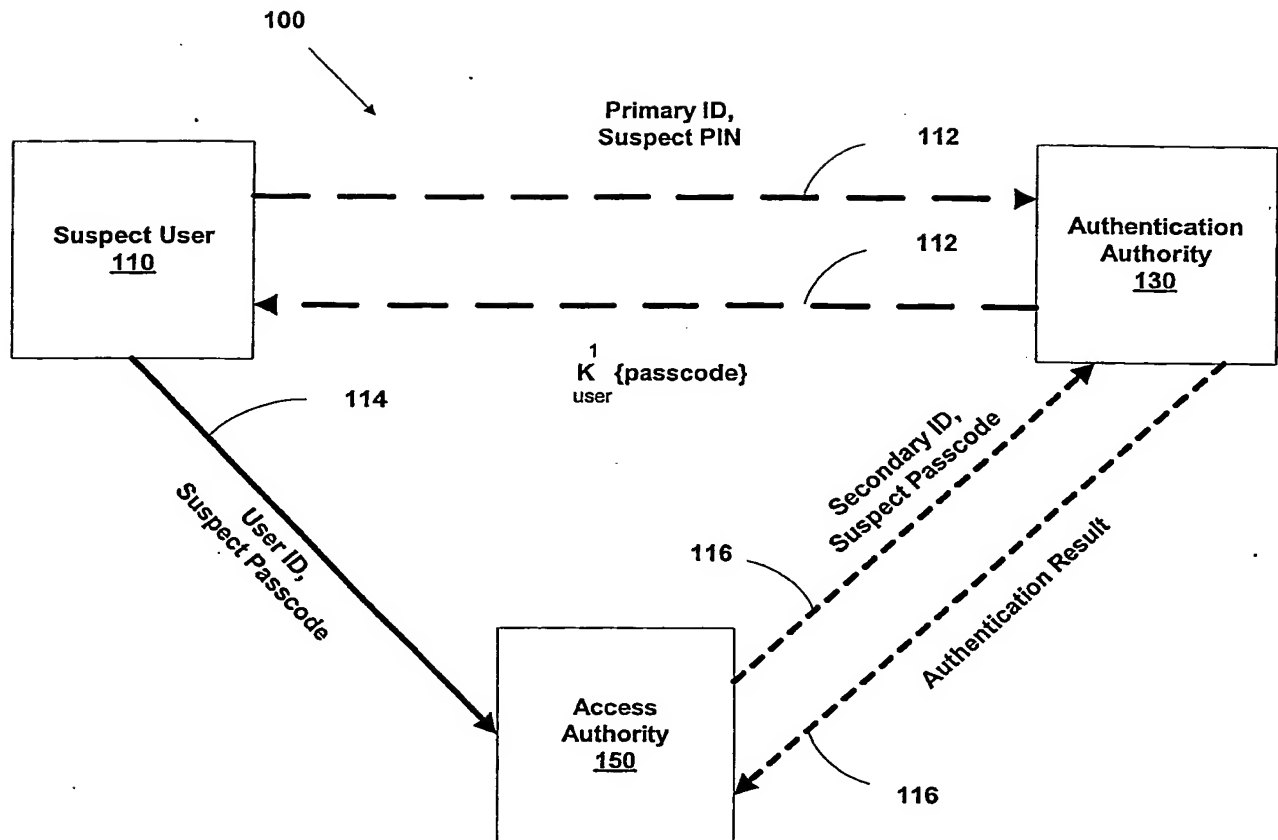 100
Primary ID,
Suspect PIN
112
Suspect User
110
Authentication
Authority
130
112
1
K {passcode}
user
114
User ID,
Suspect Passcode
Secondary ID,
Suspect Passcode
116
Authentication Result
Access
Authority
150
116